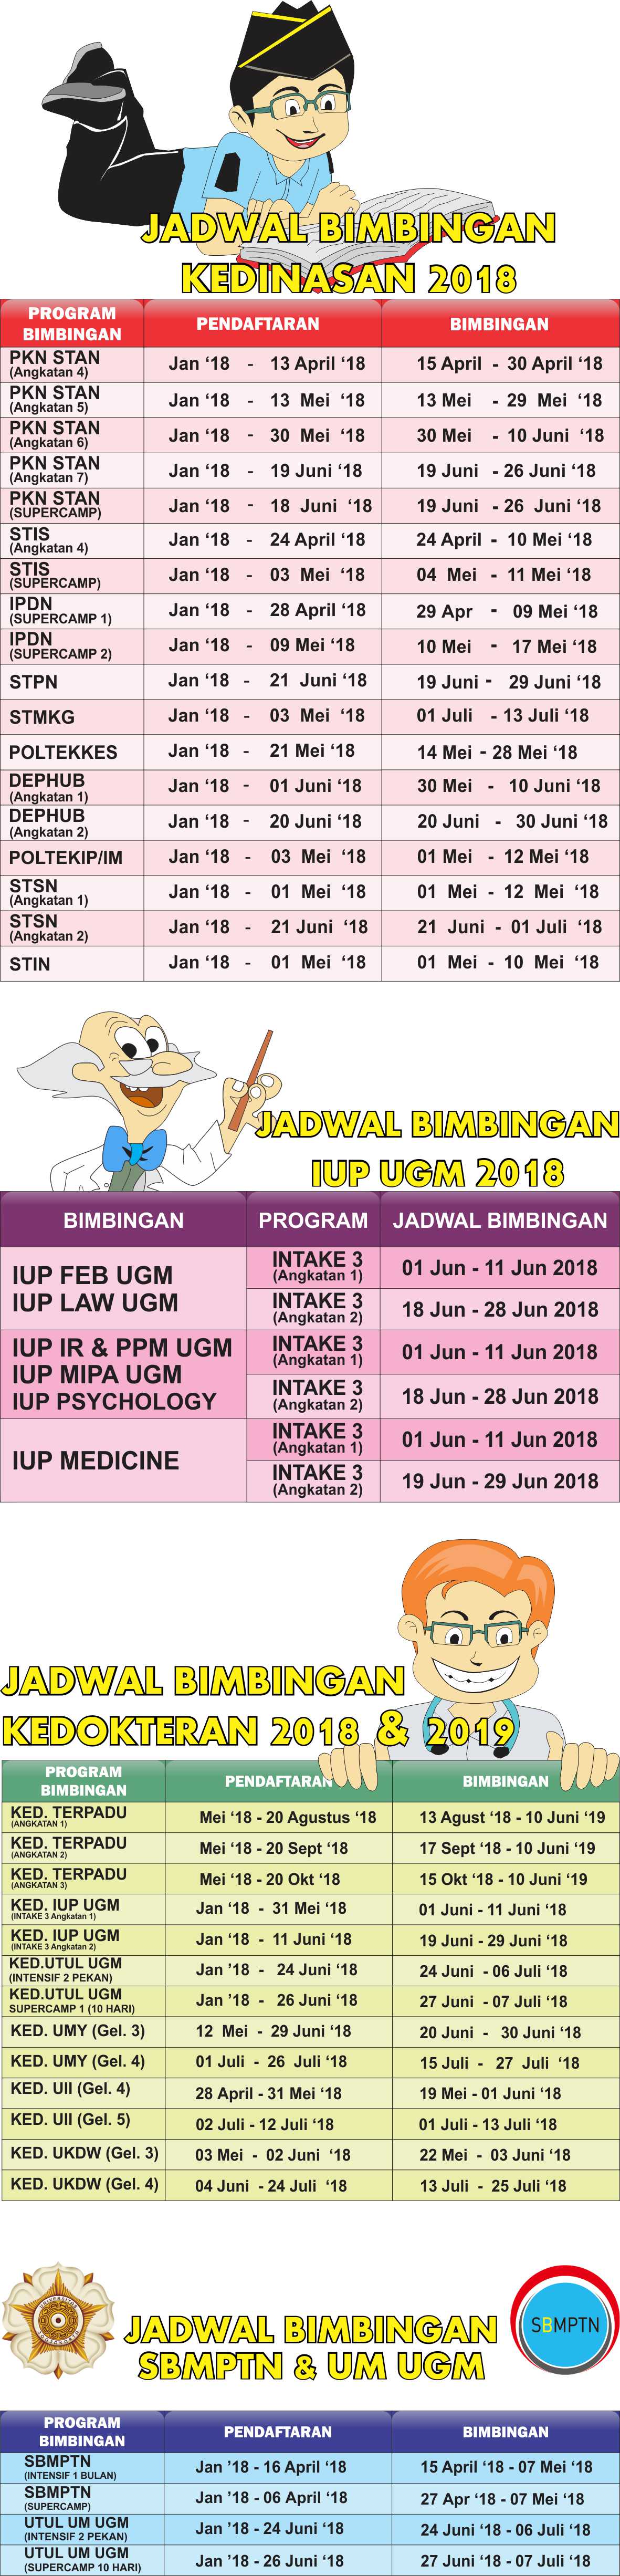 JADWAL BIMBINGAN
KEDINASAN 2018
PROGRAM BIMBINGAN PENDAFTARAN BIMBINGAN
PKN STAN (Angkatan 4) Jan ‘18 - 13 April ‘18 15 April - 30 April ‘18
PKN STAN (Angkatan 5) Jan ‘18 - 13 Mei ‘18 13 Mei - 29 Mei ‘18
PKN STAN (Angkatan 6) Jan ‘18 - 30 Mei ‘18 30 Mei - 10 Juni ‘18
PKN STAN (Angkatan 7) Jan ‘18 - 19 Juni ‘18 19 Juni - 26 Juni ‘18
PKN STAN (SUPERCAMP) Jan ‘18 - 18 Juni ‘18 19 Juni - 26 Juni ‘18
STIS (Angkatan 4) Jan ‘18 - 24 April ‘18 24 April - 10 Mei ‘18
STIS (SUPERCAMP) Jan ‘18 - 03 Mei ‘18 04 Mei - 11 Mei ‘18
IPDN (SUPERCAMP 1) Jan ‘18 - 28 April ‘18 29 Apr - 09 Mei ‘18
IPDN (SUPERCAMP 2) Jan ‘18 - 09 Mei ‘18 10 Mei - 17 Mei ‘18
STPN Jan ‘18 - 21 Juni ‘18 19 Juni - 29 Juni ‘18
STMKG Jan ‘18 - 03 Mei ‘18 01 Juli - 13 Juli ‘18
POLTEKKES Jan ‘18 - 21 Mei ‘18 14 Mei - 28 Mei ‘18
DEPHUB (Angkatan 1) Jan ‘18 - 01 Juni ‘18 30 Mei - 10 Juni ‘18
DEPHUB (Angkatan 2) Jan ‘18 - 20 Juni ‘18 20 Juni - 30 Juni ‘18
POLTEKIP/IM Jan ‘18 - 03 Mei ‘18 01 Mei - 12 Mei ‘18
STSN (Angkatan 1) Jan ‘18 - 01 Mei ‘18 01 Mei - 12 Mei ‘18
STSN (Angkatan 2) Jan ‘18 - 21 Juni ‘18 21 Juni - 01 Juli ‘18
STIN Jan ‘18 - 01 Mei ‘18 01 Mei - 10 Mei ‘18
JADWAL BIMBINGAN
IUP UGM 2018
BIMBINGAN PROGRAM JADWAL BIMBINGAN
IUP FEB UGM
IUP LAW UGM
INTAKE 3 (Angkatan 1) 01 Jun - 11 Jun 2018
INTAKE 3 (Angkatan 2) 18 Jun - 28 Jun 2018
IUP IR & PPM UGM
IUP MIPA UGM
IUP PSYCHOLOGY
INTAKE 3 (Angkatan 1) 01 Jun - 11 Jun 2018
INTAKE 3 (Angkatan 2) 18 Jun - 28 Jun 2018
IUP MEDICINE
INTAKE 3 (Angkatan 1) 01 Jun - 11 Jun 2018
INTAKE 3 (Angkatan 2) 19 Jun - 29 Jun 2018
JADWAL BIMBINGAN
KEDOKTERAN 2018 & 2019
PROGRAM BIMBINGAN PENDAFTARAN BIMBINGAN
KED. TERPADU (ANGKATAN 1) Mei ‘18 - 20 Agustus ‘18 13 Agust ‘18 - 10 Juni ‘19
KED. TERPADU (ANGKATAN 2) Mei ‘18 - 20 Sept ‘18 17 Sept ‘18 - 10 Juni ‘19
KED. TERPADU (ANGKATAN 3) Mei ‘18 - 20 Okt ‘18 15 Okt ‘18 - 10 Juni ‘19
KED. IUP UGM (INTAKE 3 Angkatan 1) Jan ‘18 - 31 Mei ‘18 01 Juni - 11 Juni ‘18
KED. IUP UGM (INTAKE 3 Angkatan 2) Jan ‘18 - 11 Juni ‘18 19 Juni - 29 Juni ‘18
KED.UTUL UGM (INTENSIF 2 PEKAN) Jan ’18 - 24 Juni ‘18 24 Juni - 06 Juli ‘18
KED.UTUL UGM SUPERCAMP 1 (10 HARI) Jan ’18 - 26 Juni ‘18 27 Juni - 07 Juli ‘18
KED. UMY (Gel. 3) 12 Mei - 29 Juni ‘18 20 Juni - 30 Juni ‘18
KED. UMY (Gel. 4) 01 Juli - 26 Juli ‘18 15 Juli - 27 Juli ‘18
KED. UII (Gel. 4) 28 April - 31 Mei ‘18 19 Mei - 01 Juni ‘18
KED. UII (Gel. 5) 02 Juli - 12 Juli ‘18 01 Juli - 13 Juli ‘18
KED. UKDW (Gel. 3) 03 Mei - 02 Juni ‘18 22 Mei - 03 Juni ‘18
KED. UKDW (Gel. 4) 04 Juni - 24 Juli ‘18 13 Juli - 25 Juli ‘18
JADWAL BIMBINGAN
SBMPTN & UM UGM
SBMPTN
PROGRAM BIMBINGAN PENDAFTARAN BIMBINGAN
SBMPTN (INTENSIF 1 BULAN) Jan ’18 - 16 April ‘18 15 April ‘18 - 07 Mei ‘18
SBMPTN (SUPERCAMP) Jan ’18 - 06 April ‘18 27 Apr ‘18 - 07 Mei ‘18
UTUL UM UGM (INTENSIF 2 PEKAN) Jan ’18 - 24 Juni ‘18 24 Juni ‘18 - 06 Juli ‘18
UTUL UM UGM (SUPERCAMP 10 HARI) Jan ’18 - 26 Juni ‘18 27 Juni ‘18 - 07 Juli ‘18